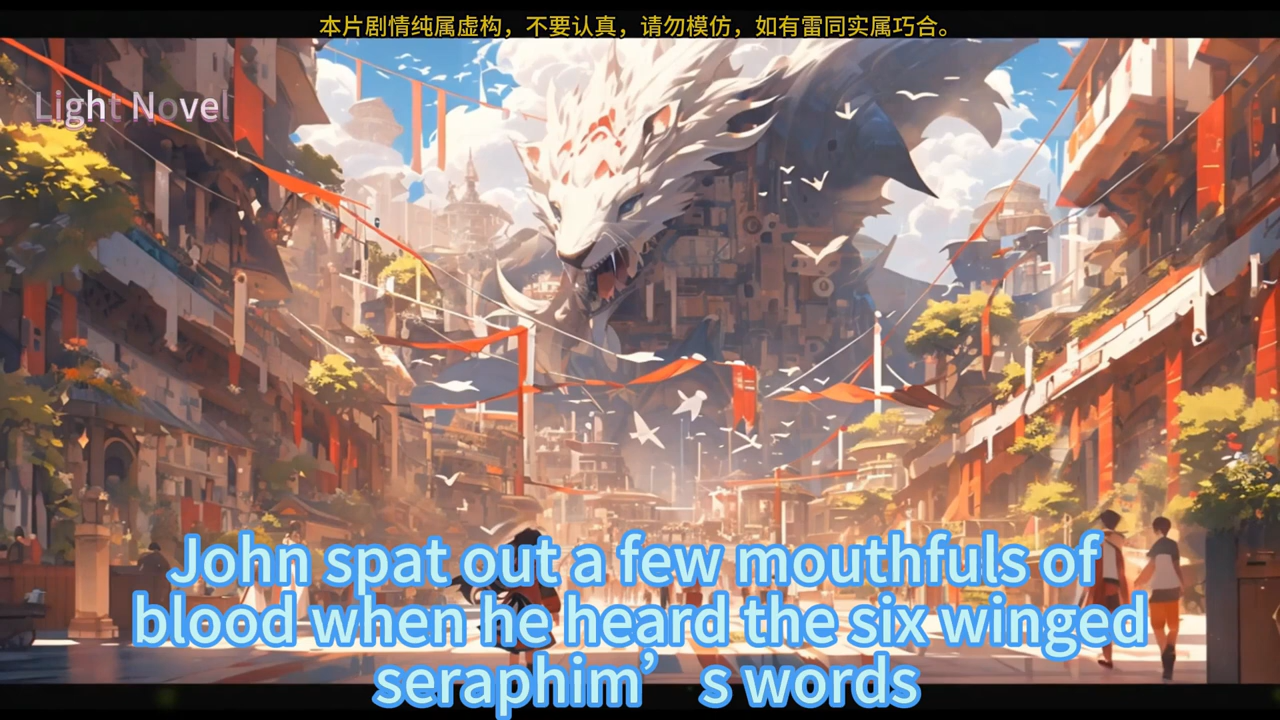 本片剧情纯属虚构，不要认真，请勿模仿，如有雷同实属巧合。
Light Novel
John spat out a few mouthfuls of
blood when he heard the six winged
seraphim’s words